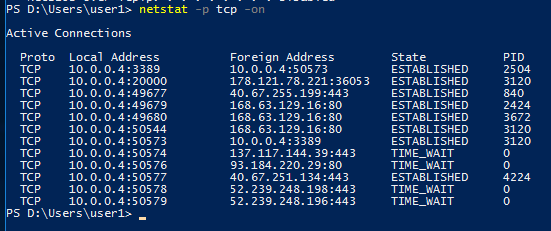 PS D:\Users\user1> netstat -p tcp -on
Active Connections
Proto Local Address Foreign Address State PID
TCP 10.0.0.4:3389 10.0.0.4:50573 ESTABLISHED 2504
TCP 10.0.0.4:20000 178.121.78.221:36053 ESTABLISHED 3120
TCP 10.0.0.4:49677 40.67.255.199:443 ESTABLISHED 840
TCP 10.0.0.4:49679 168.63.129.16:80 ESTABLISHED 2424
TCP 10.0.0.4:49680 168.63.129.16:80 ESTABLISHED 3672
TCP 10.0.0.4:50544 168.63.129.16:80 ESTABLISHED 3120
TCP 10.0.0.4:50573 10.0.0.4:3389 ESTABLISHED 3120
TCP 10.0.0.4:50574 137.117.144.39:443 TIME_WAIT 0
TCP 10.0.0.4:50576 93.184.220.29:80 TIME_WAIT 0
TCP 10.0.0.4:50577 40.67.251.134:443 ESTABLISHED 4224
TCP 10.0.0.4:50578 52.239.248.198:443 TIME_WAIT 0
TCP 10.0.0.4:50579 52.239.248.196:443 TIME_WAIT 0
PS D:\Users\user1> _